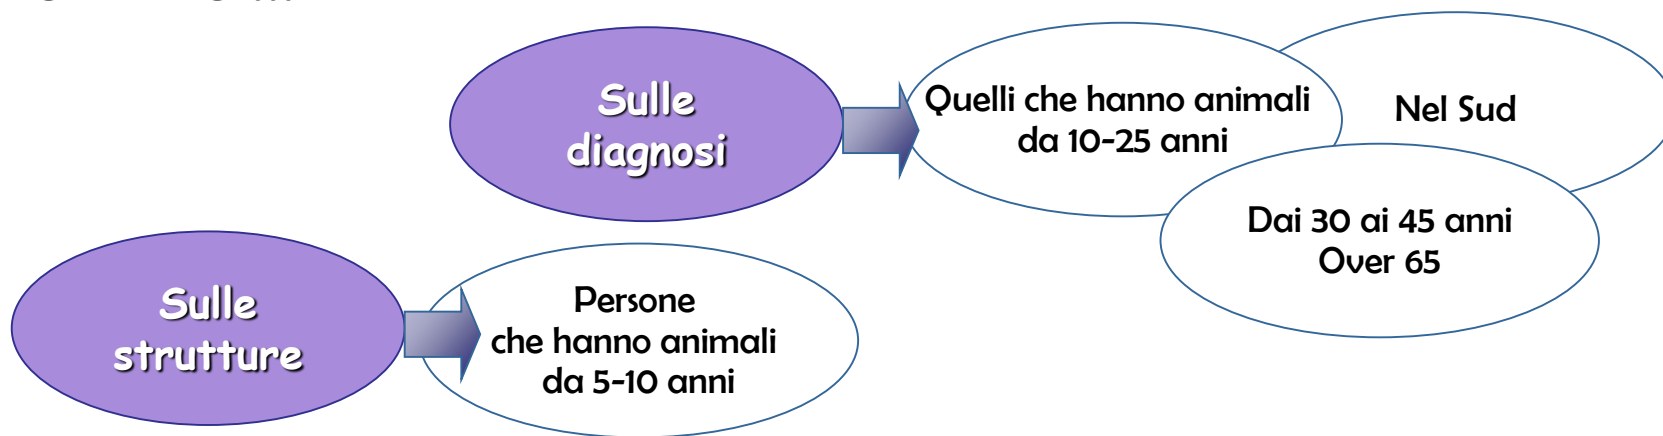 Sulle
diagnosi
Quelli che hanno animali
da 10-25 anni
Nel Sud
Dai 30 ai 45 anni
Over 65
Sulle
strutture
Persone
che hanno animali
da 5-10 anni